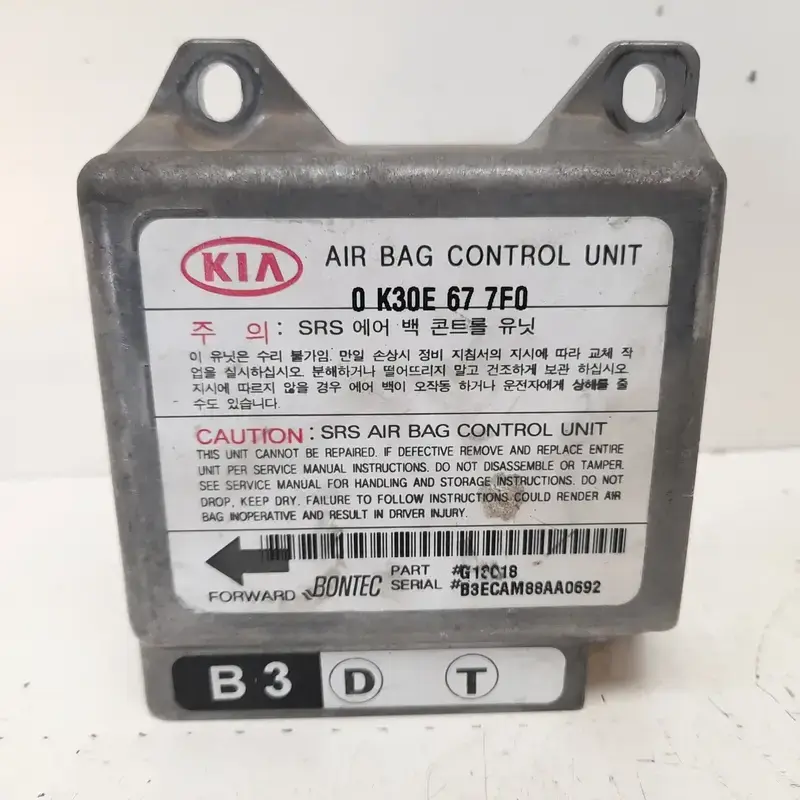 KIA AIR BAG CONTROL UNIT
0 K30E 67 7F0
주 의 : SRS 에어 백 콘트롤 유닛
이 유닛은 수리 불가임. 만일 손상시 정비 지침서의 지시에 따라 교체 작
업을 실시하십시오. 분해하거나 떨어뜨리지 말고 건조하게 보관 하십시오.
지시에 따르지 않을 경우 에어 백이 오작동 하거나 운전자에게 상해를 줄
수도 있습니다.
CAUTION : SRS AIR BAG CONTROL UNIT
THIS UNIT CANNOT BE REPAIRED. IF DEFECTIVE REMOVE AND REPLACE ENTIRE
UNIT PER SERVICE MANUAL INSTRUCTIONS. DO NOT DISASSEMBLE OR TAMPER.
SEE SERVICE MANUAL FOR HANDLING AND STORAGE INSTRUCTIONS. DO NOT
DROP, KEEP DRY. FAILURE TO FOLLOW INSTRUCTIONS COULD RENDER AIR
BAG INOPERATIVE AND RESULT IN DRIVER INJURY.
FORWARD BONTEC
PART #
SERIAL #B3ECAM88AA0692
B3 D T